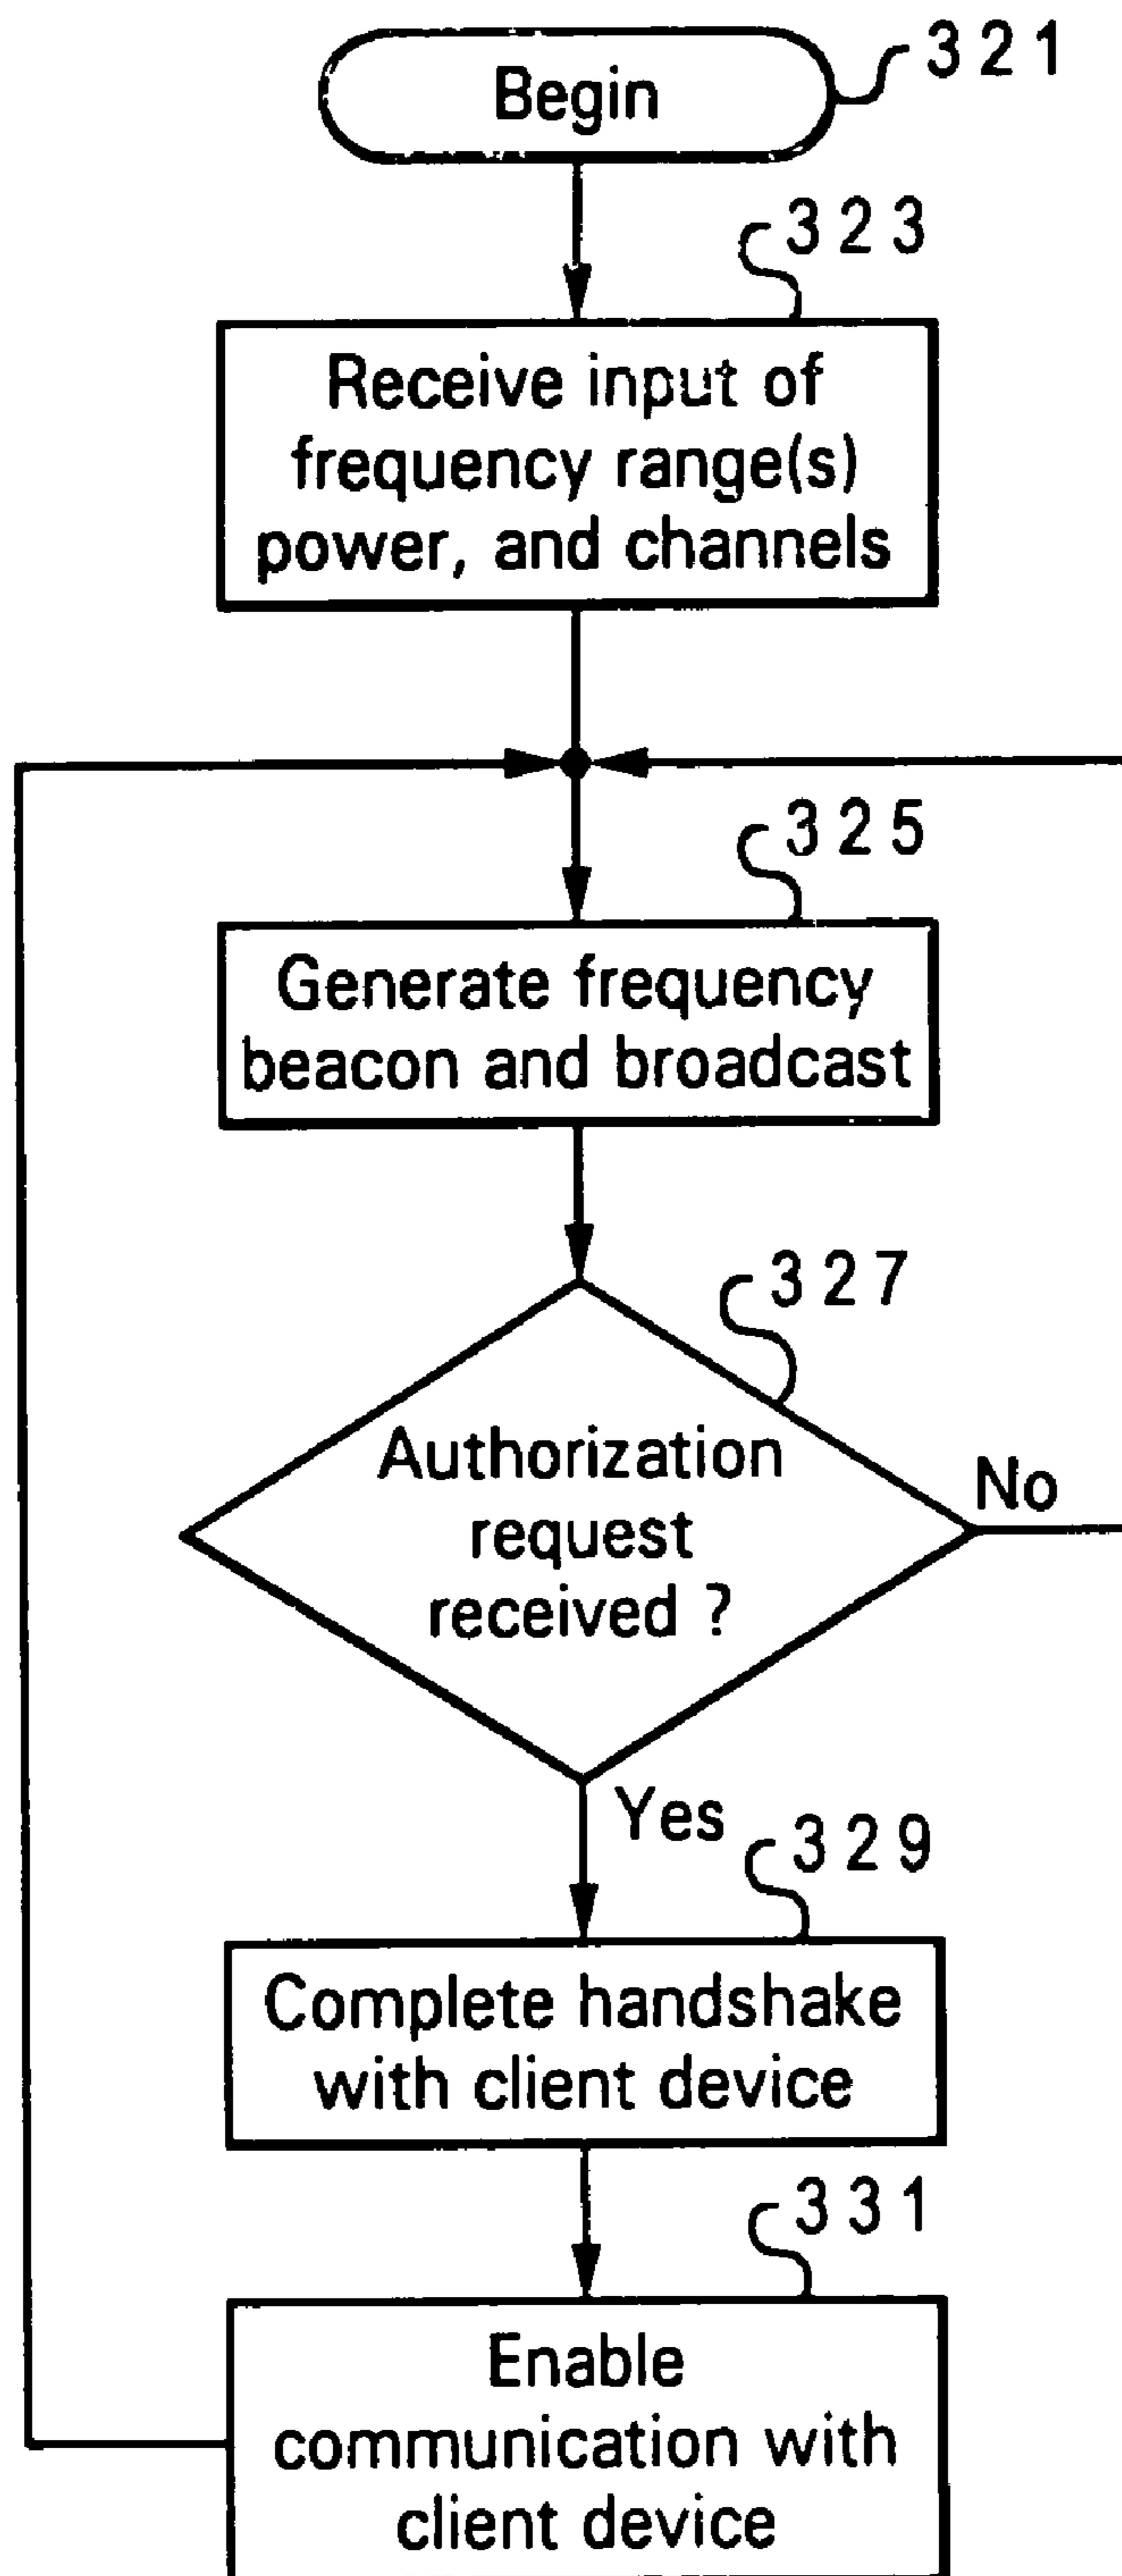 Begin
321
323
Receive input of
frequency range(s)
power, and channels
325
Generate frequency
beacon and broadcast
327
Authorization
request
received ?
No
Yes
329
Complete handshake
with client device
331
Enable
communication with
client device